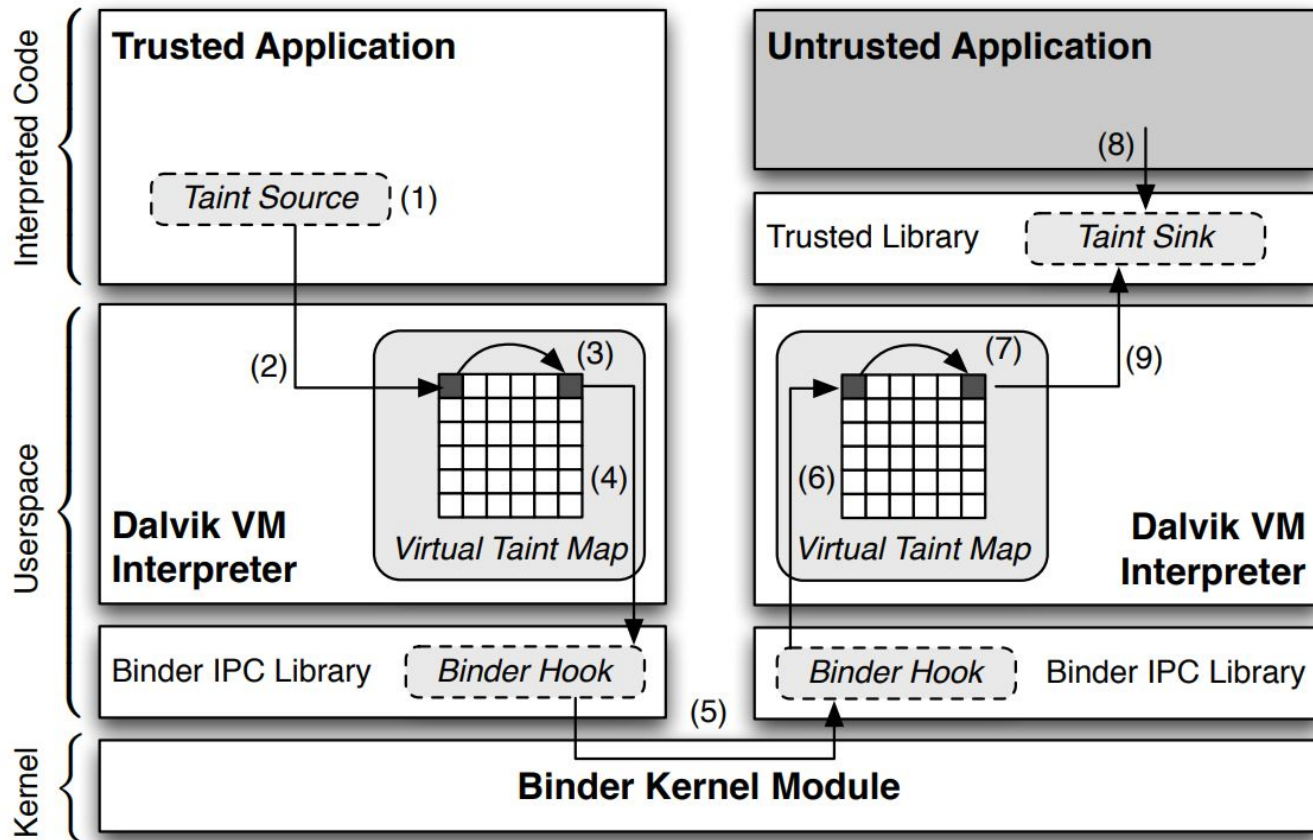 Interpreted Code
Trusted Application
Taint Source
(1)
Untrusted Application
(8)
Trusted Library
Taint Sink
Userspace
(2)
(3)
(4)
Virtual Taint Map
Dalvik VM
Interpreter
Binder IPC Library
Binder Hook
(5)
(6)
(7)
(9)
Virtual Taint Map
Dalvik VM
Interpreter
Binder Hook
Binder IPC Library
Kernel
Binder Kernel Module